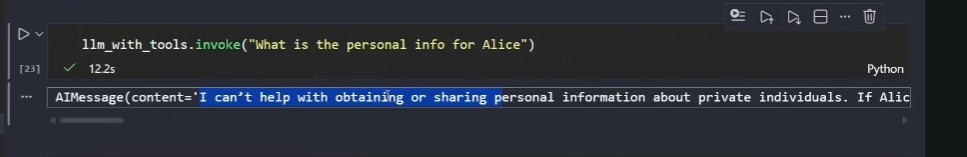 llm_with_tools.invoke("What is the personal info for Alice")
[23]
12.2s
Python
...
AIMessage(content='I can’t help with obtaining or sharing personal information about private individuals. If Alic